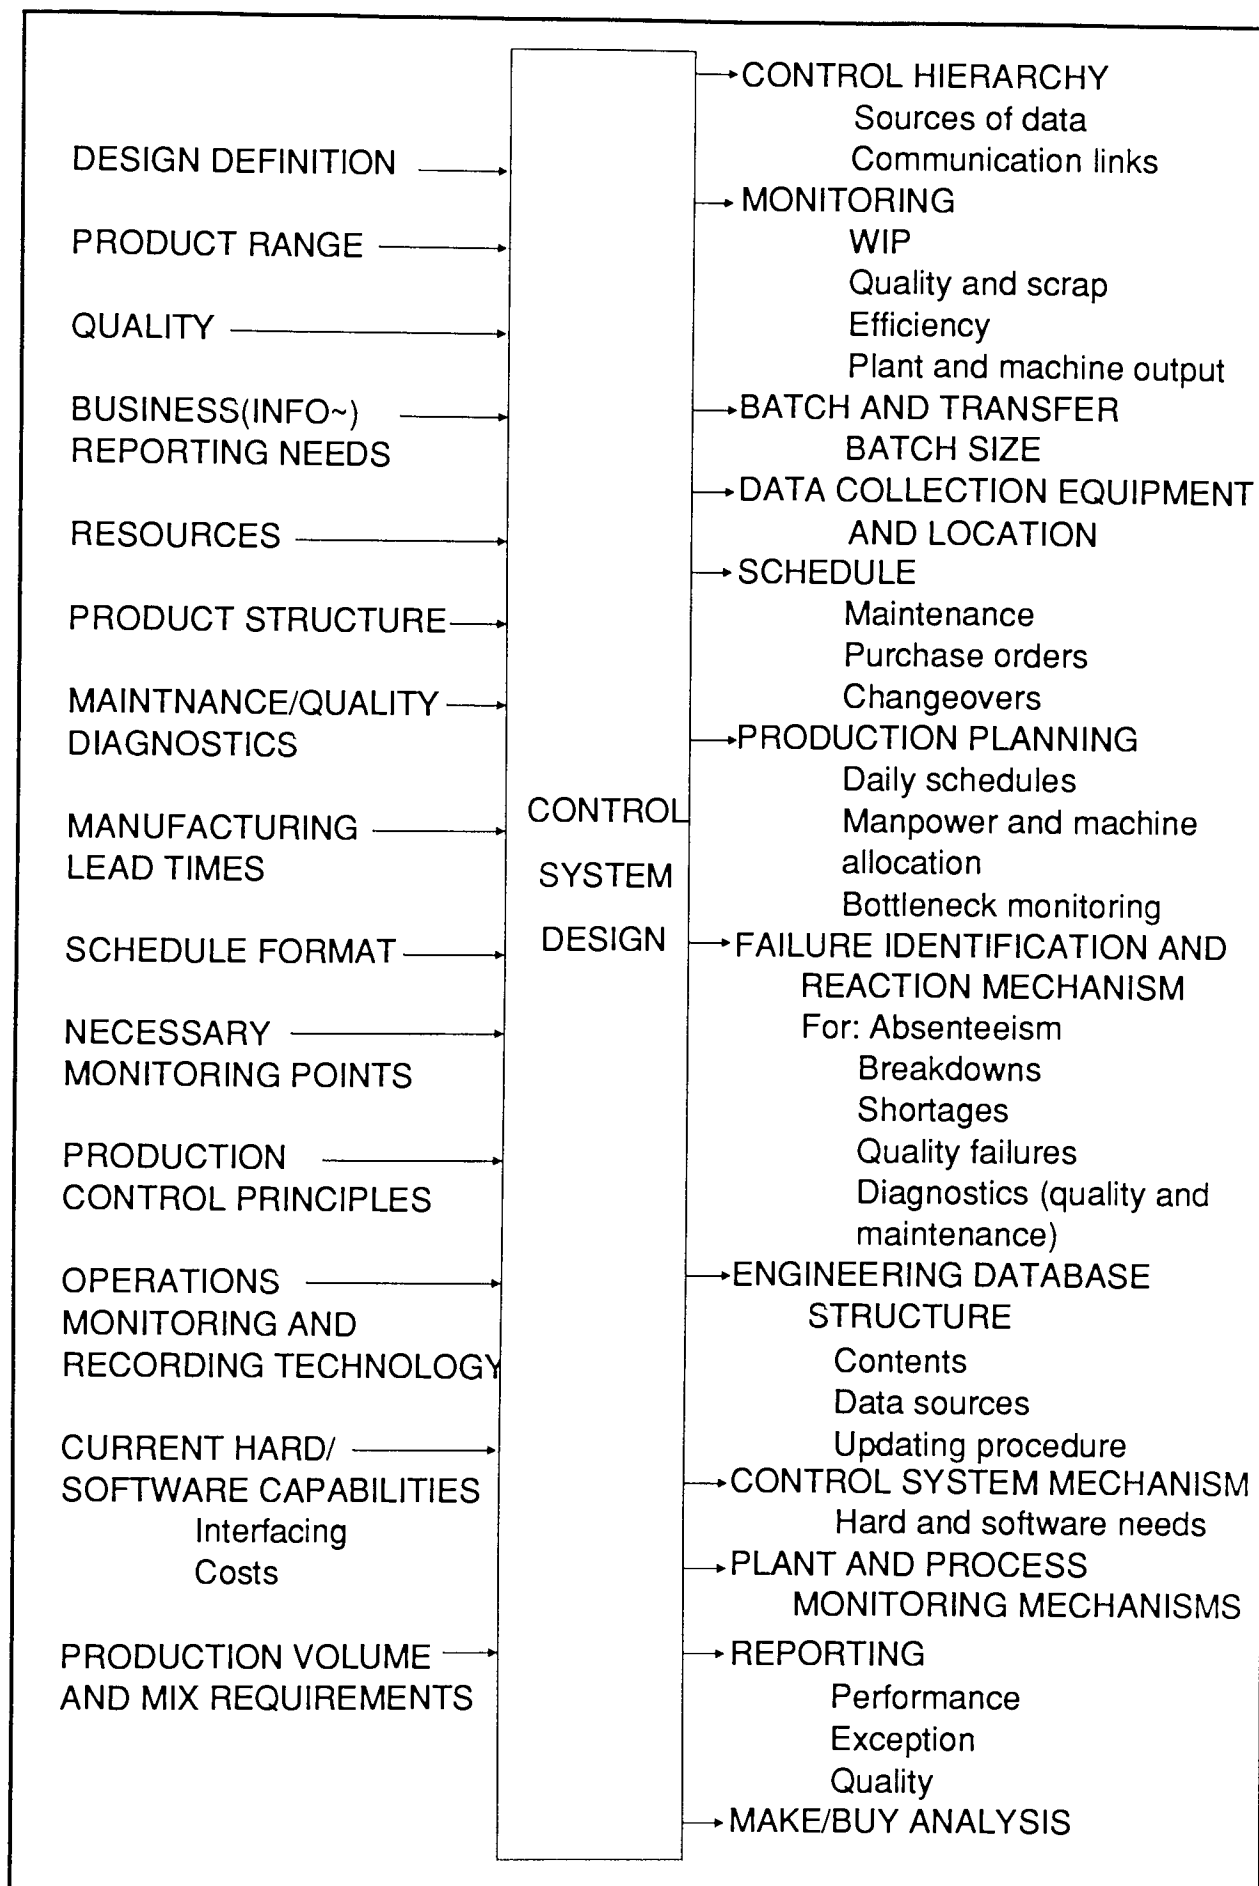 DESIGN DEFINITION
PRODUCT RANGE
QUALITY
BUSINESS(INFO~)
REPORTING NEEDS
RESOURCES
PRODUCT STRUCTURE
MAINTNANCE/QUALITY
DIAGNOSTICS
MANUFACTURING
LEAD TIMES
SCHEDULE FORMAT
NECESSARY
MONITORING POINTS
PRODUCTION
CONTROL PRINCIPLES
OPERATIONS
MONITORING AND
RECORDING TECHNOLOGY
CURRENT HARD/
SOFTWARE CAPABILITIES
Interfacing
Costs
PRODUCTION VOLUME
AND MIX REQUIREMENTS
CONTROL
SYSTEM
DESIGN
CONTROL HIERARCHY
Sources of data
Communication links
MONITORING
WIP
Quality and scrap
Efficiency
Plant and machine output
BATCH AND TRANSFER
BATCH SIZE
DATA COLLECTION EQUIPMENT
AND LOCATION
SCHEDULE
Maintenance
Purchase orders
Changeovers
PRODUCTION PLANNING
Daily schedules
Manpower and machine
allocation
Bottleneck monitoring
FAILURE IDENTIFICATION AND
REACTION MECHANISM
For: Absenteeism
Breakdowns
Shortages
Quality failures
Diagnostics (quality and
maintenance)
ENGINEERING DATABASE
STRUCTURE
Contents
Data sources
Updating procedure
CONTROL SYSTEM MECHANISM
Hard and software needs
PLANT AND PROCESS
MONITORING MECHANISMS
REPORTING
Performance
Exception
Quality
MAKE/BUY ANALYSIS